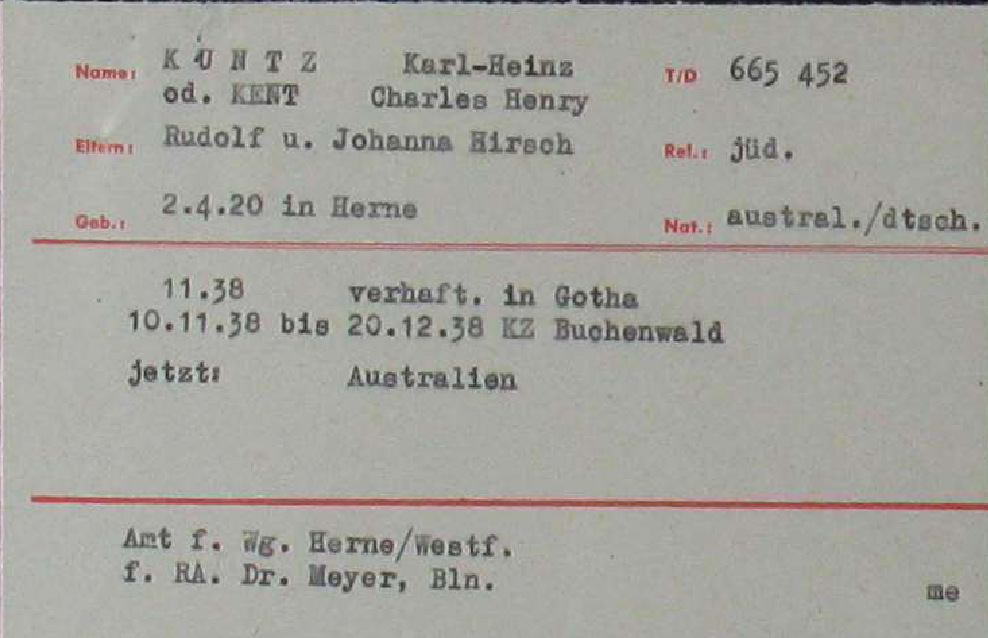 Name: K U N T Z Karl-Heinz T/D 665 452
od. KENT Charles Henry
Eltern: Rudolf u. Johanna Hirsch Rel.: jüd.
Geb.: 2.4.20 in Herne Nat.: austral./dtsch.
11.38 verhaft. in Gotha
10.11.38 bis 20.12.38 KZ Buchenwald
jetzt: Australien
Amt f. Wg. Herne/Westf.
f. RA. Dr. Meyer, Bln.
me